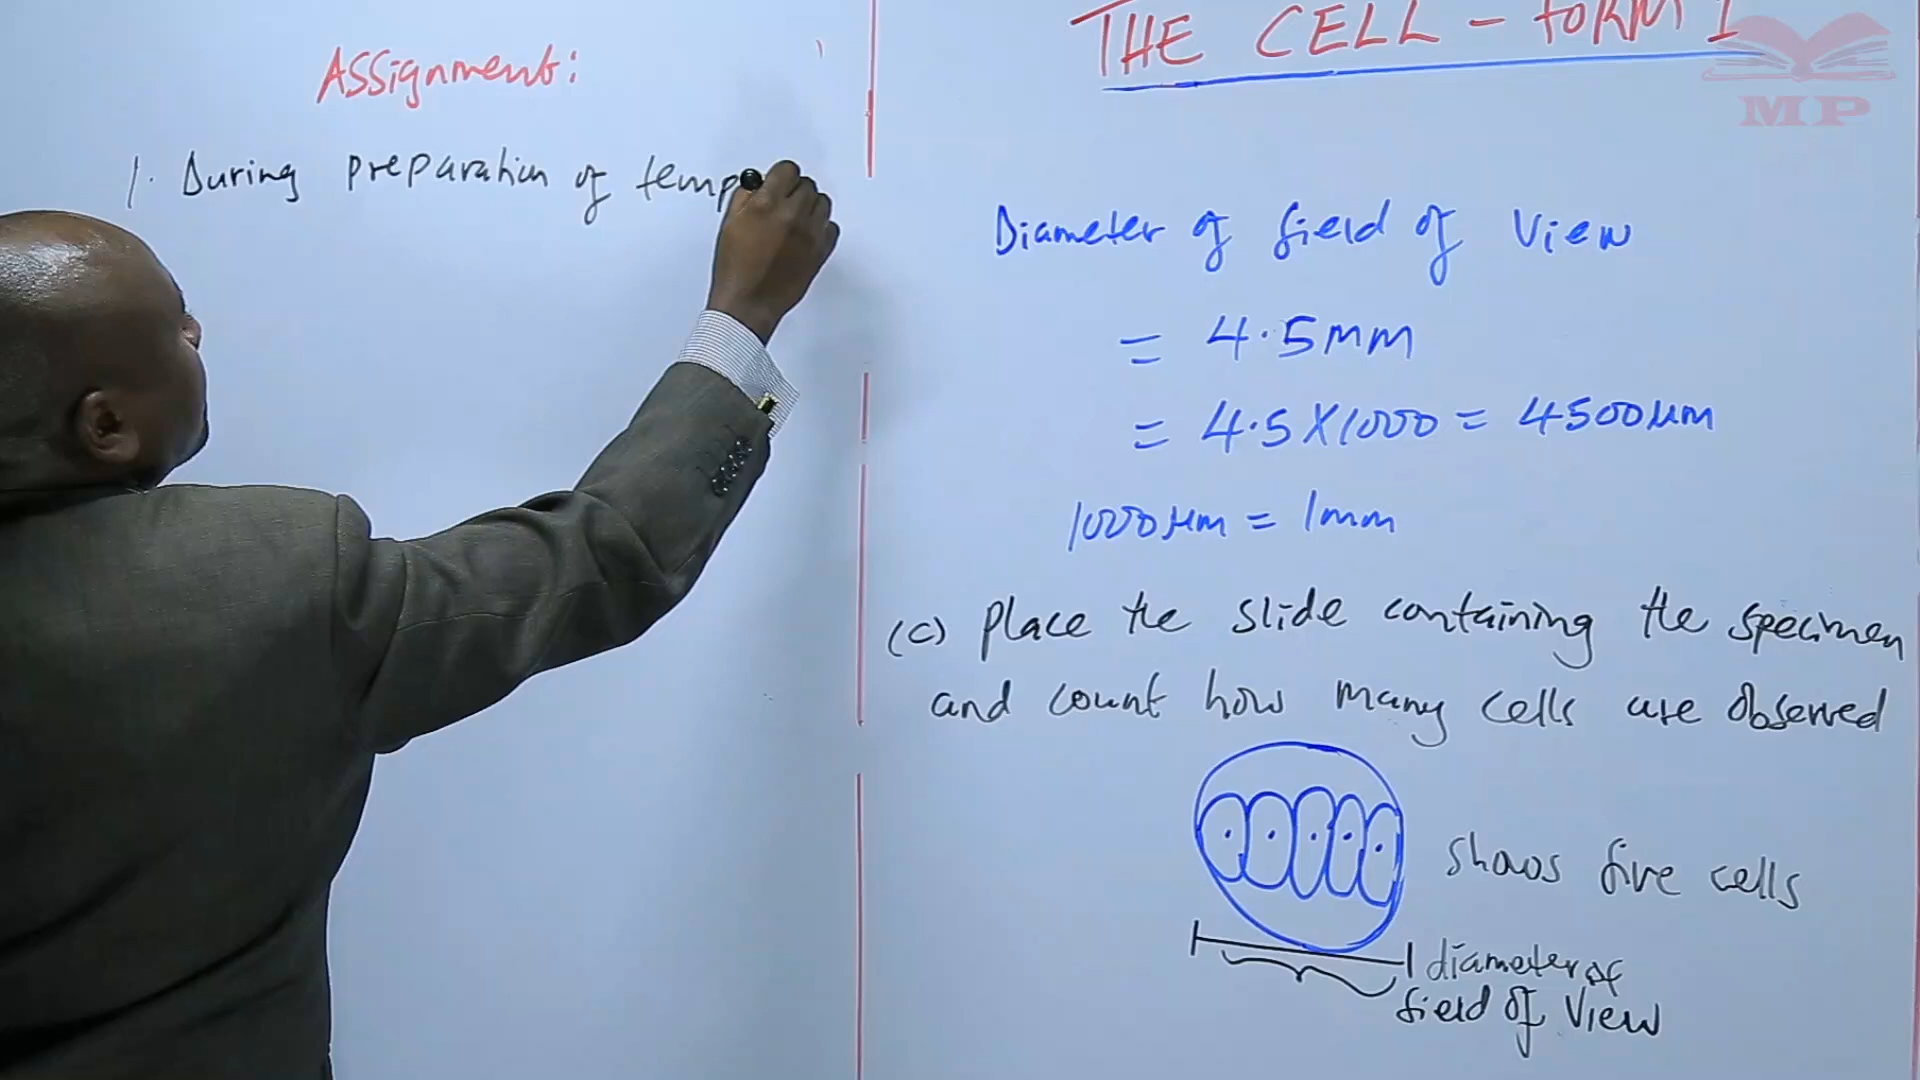 Assignment:
1. During preparation of temp
THE CELL - FORM 1
MP
Diameter of field of view
= 4.5mm
= 4.5X1000 = 4500µm
1000µm = 1mm
(c) place the slide containing the specimen
and count how many cells are observed
shows five cells
diameter of
field of view